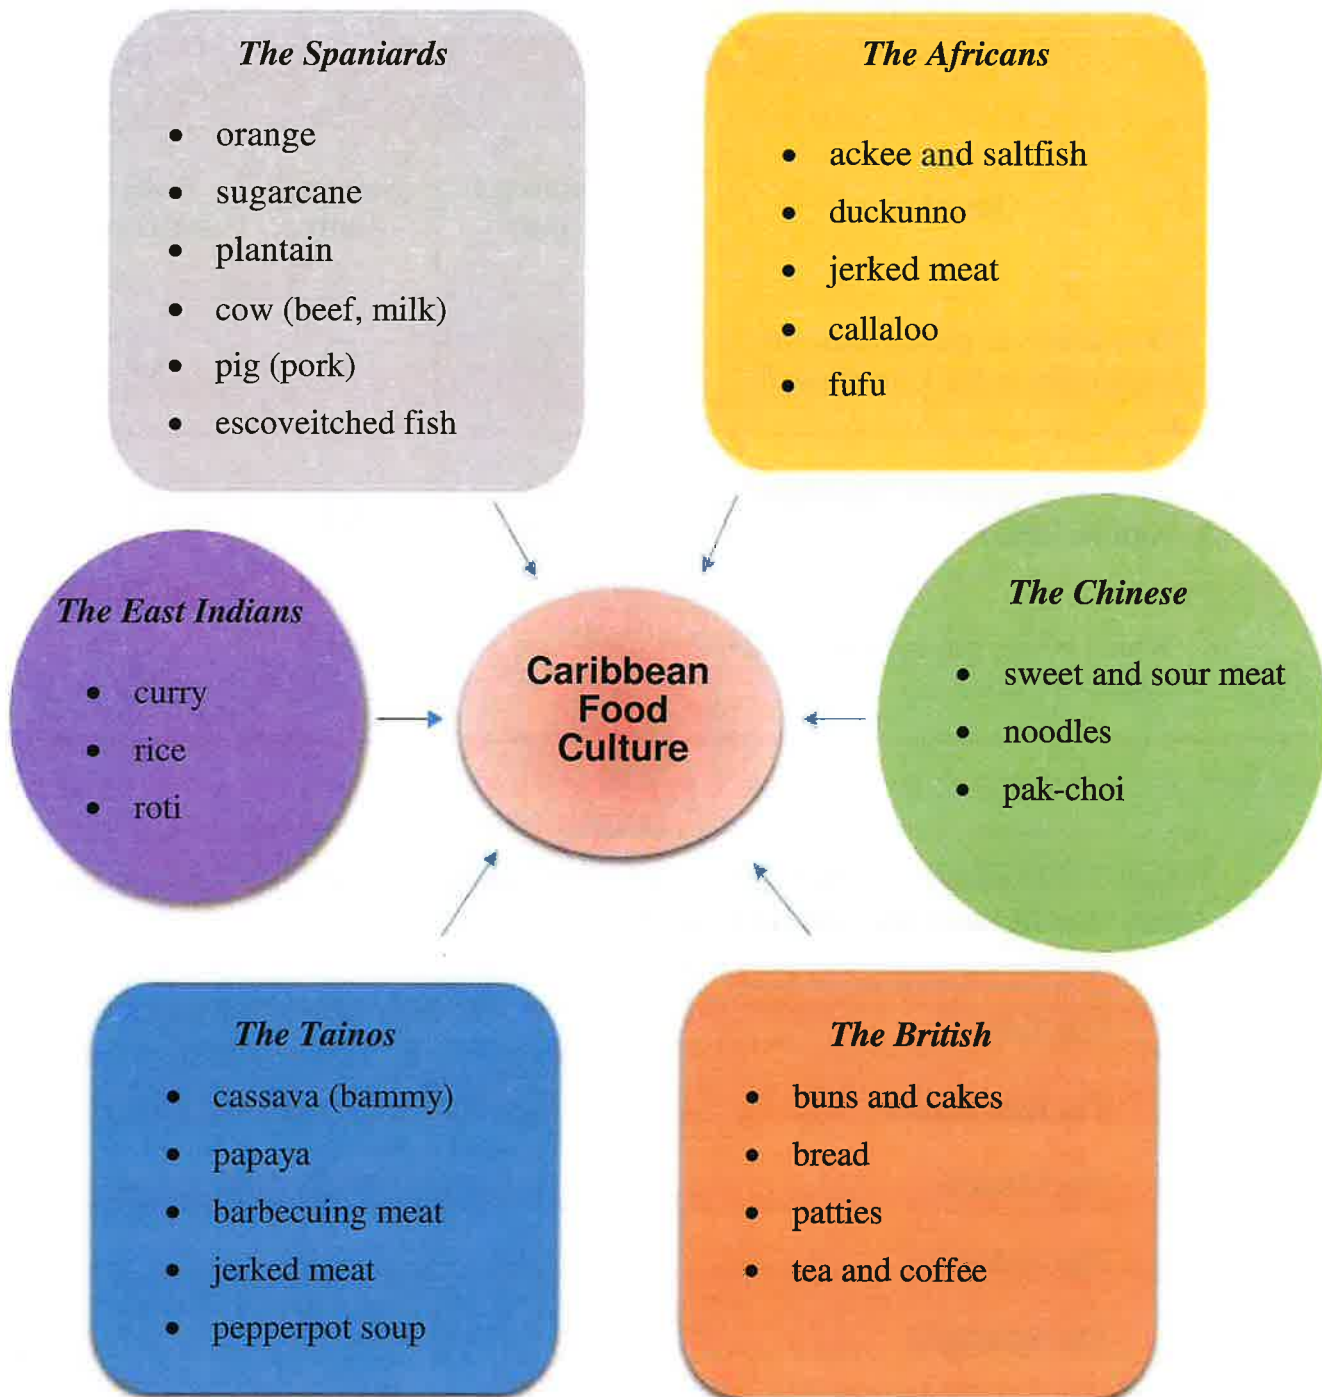 The Spaniards
• orange
• sugarcane
• plantain
• cow (beef, milk)
• pig (pork)
• escoveitched fish
The Africans
• ackee and saltfish
• duckunno
• jerked meat
• callaloo
• fufu
The East Indians
• curry
• rice
• roti
Caribbean
Food
Culture
The Chinese
• sweet and sour meat
• noodles
• pak-choi
The Tainos
• cassava (bammy)
• papaya
• barbecuing meat
• jerked meat
• pepperpot soup
The British
• buns and cakes
• bread
• patties
• tea and coffee